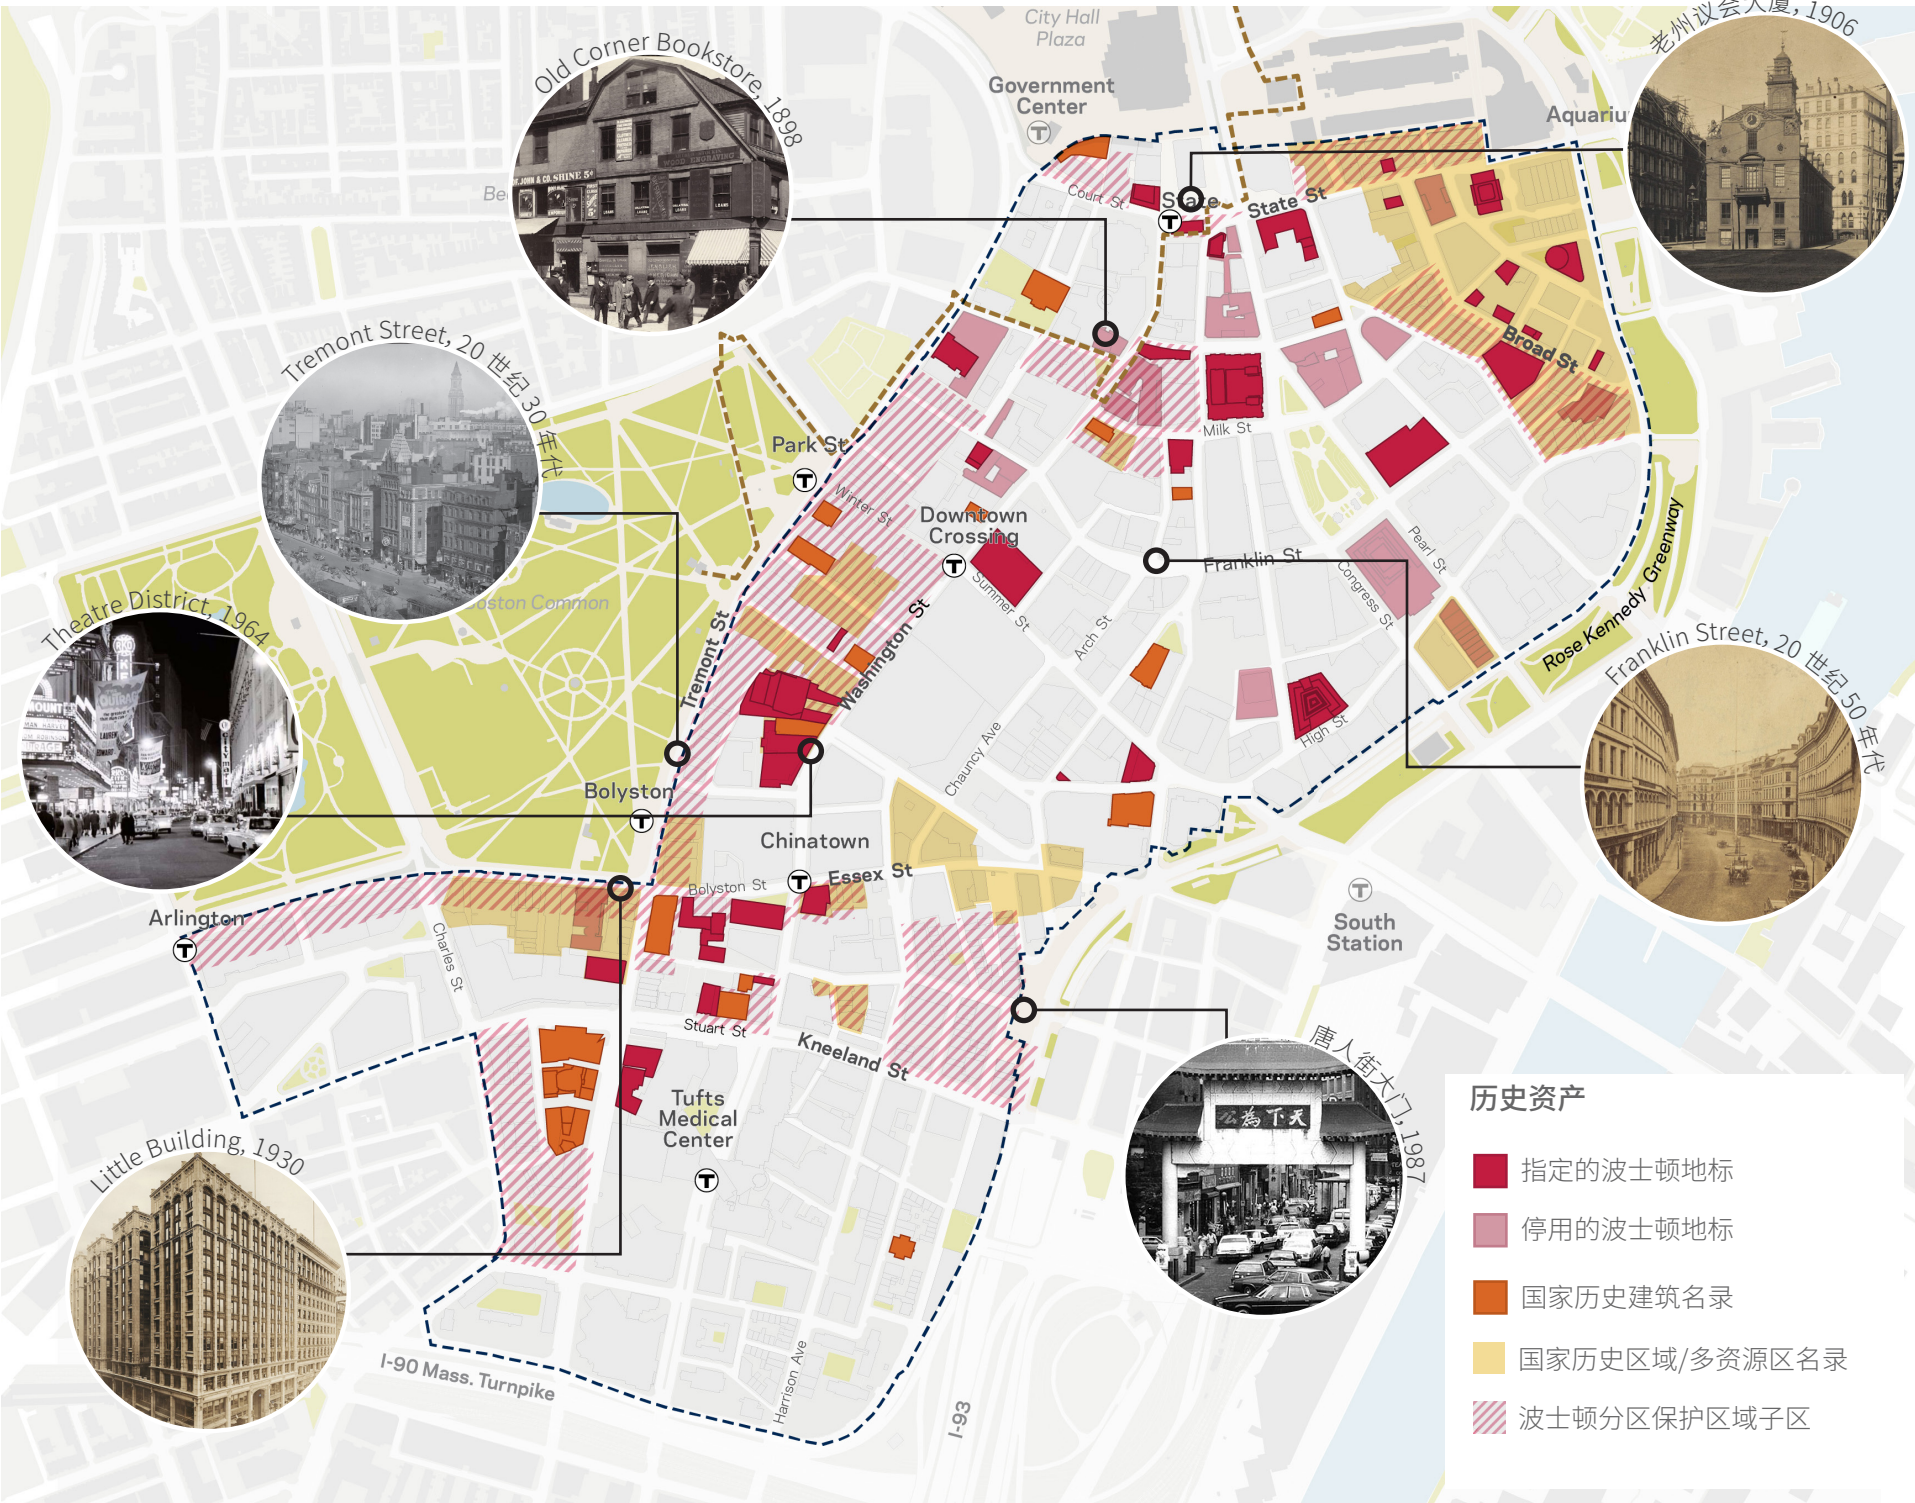 City Hall
Plaza
老州议会大厦, 1906
Old Corner Bookstore, 1898
Government
Center
Court St
State
State St
Broad St
Tremont Street, 20 世纪 30 年代
Park St
Winter St
Milk St
Downtown
Crossing
Summer St
Franklin St
Arch St
Congress St
Pearl St
High St
Rose Kennedy Greenway
Boston Common
Theatre District, 1964
Tremont St
Washington St
Chauncy Ave
Franklin Street, 20 世纪 50 年代
Bolyston
Chinatown
Bolyston St
Essex St
Arlington
Charles St
South
Station
Stuart St
Kneeland St
Tufts
Medical
Center
唐人街大门, 1987
天下為公
Little Building, 1930
I-90 Mass. Turnpike
Harrison Ave
I-93
历史资产
指定的波士顿地标
停用的波士顿地标
国家历史建筑名录
国家历史区域/多资源区名录
波士顿分区保护区域子区